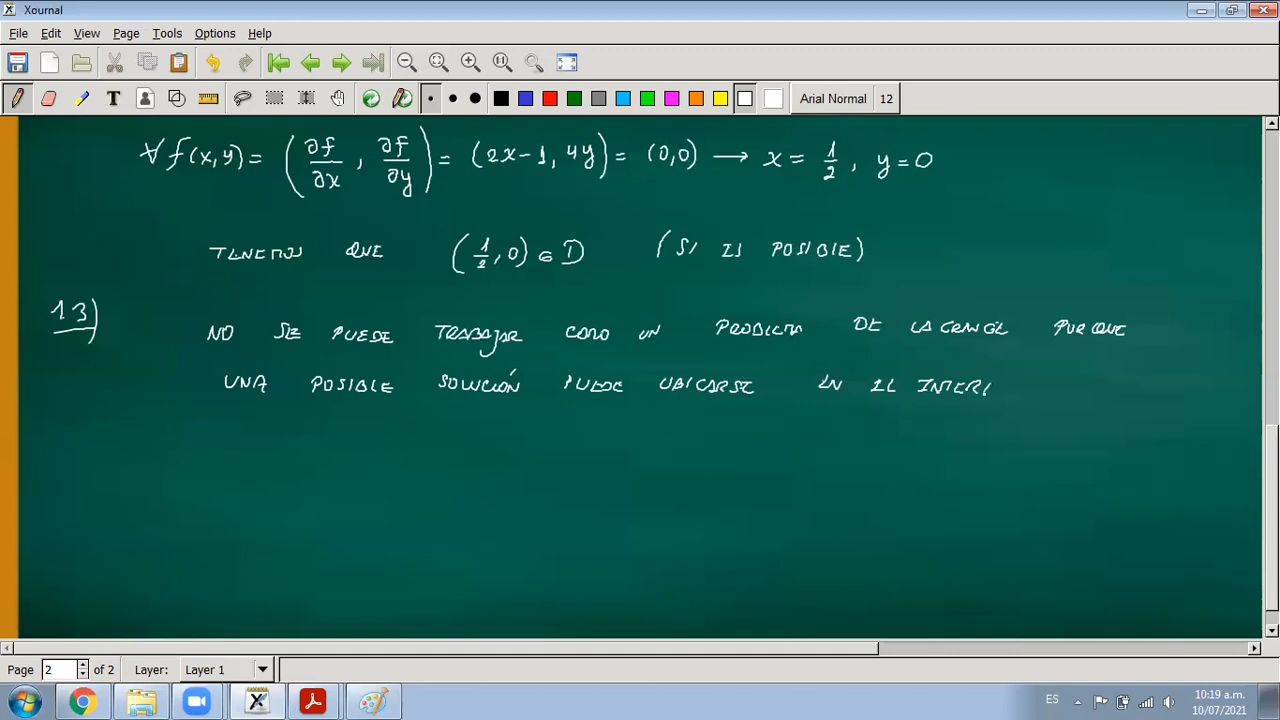 Xournal
File Edit View Page Tools Options Help
Arial Normal 12
∇f(x,y) = (∂f/∂x, ∂f/∂y) = (2x-1, 4y) = (0,0) → x = 1/2, y = 0
TENEMOS QUE (1/2, 0) ∈ D (SI ES POSIBLE)
13)
NO SE PUEDE TRABAJAR COMO UN PROBLEMA DE LAGRANGE PORQUE
UNA POSIBLE SOLUCIÓN PUEDE UBICARSE EN EL INTERI
Page 2 of 2 Layer: Layer 1
ES 10:19 a.m.
10/07/2021